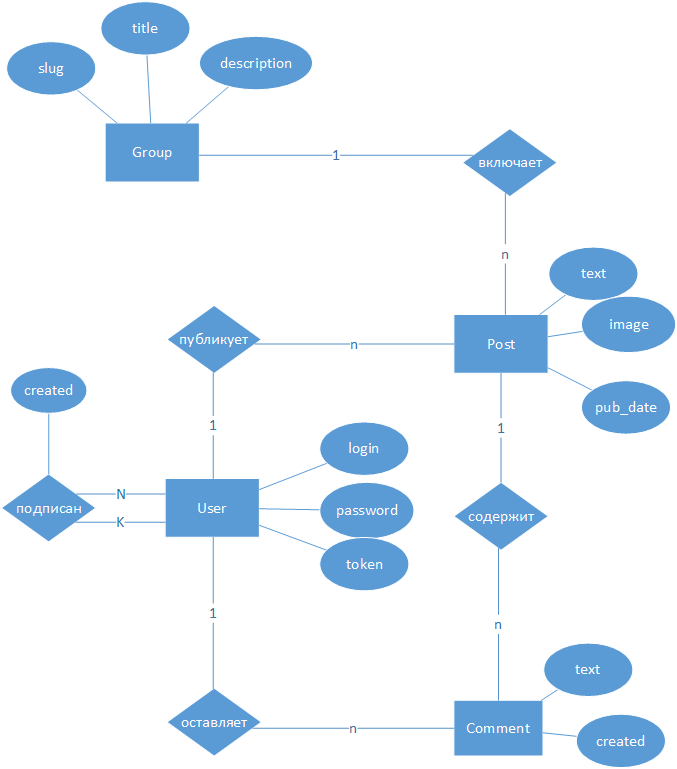 title
slug
description
Group
1
включает
n
text
image
публикует
n
Post
created
pub_date
1
1
login
N
подписан
User
password
содержит
K
token
1
n
text
оставляет
n
Comment
created